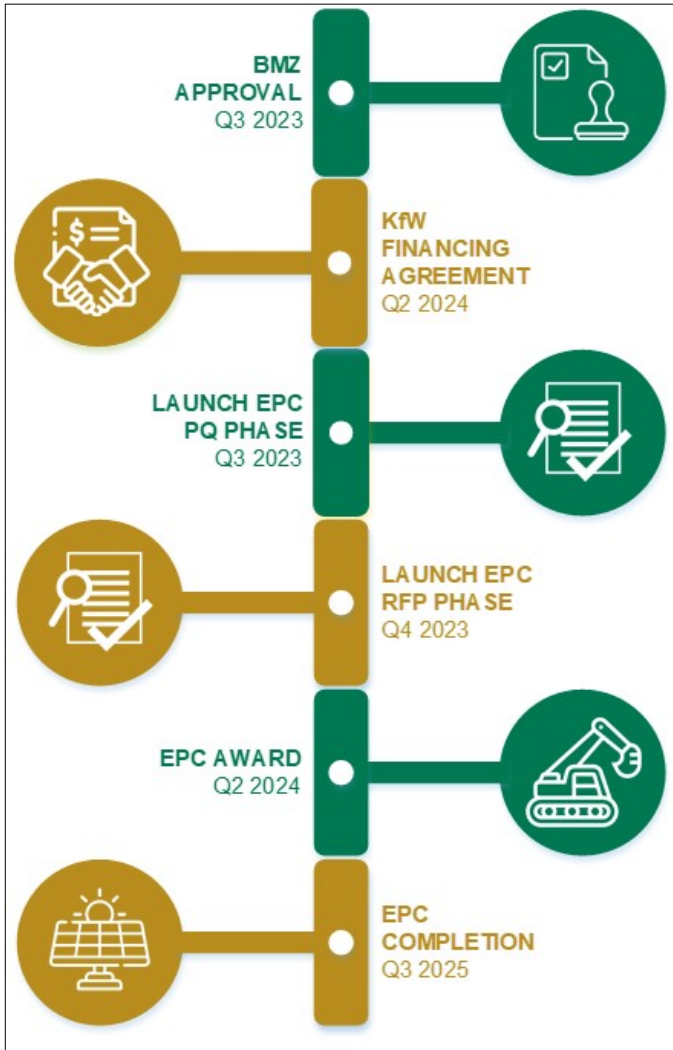 BMZ
APPROVAL
Q3 2023
KfW
FINANCING
AGREEMENT
Q2 2024
LAUNCH EPC
PQ PHASE
Q3 2023
LAUNCH EPC
RFP PHASE
Q4 2023
EPC AWARD
Q2 2024
EPC
COMPLETION
Q3 2025